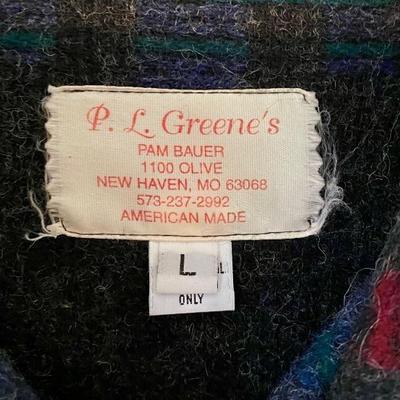 P. L. Greene's
PAM BAUER
1100 OLIVE
NEW HAVEN, MO 63068
573-237-2992
AMERICAN MADE
L
ONLY